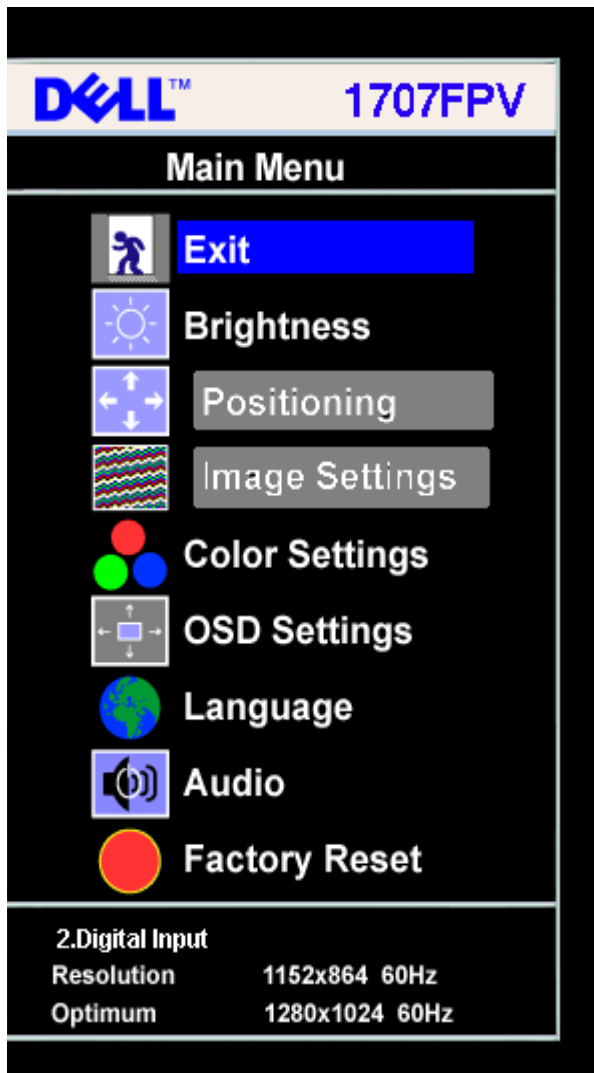 DELL™ 1707FPV
Main Menu
Exit
Brightness
Positioning
Image Settings
Color Settings
OSD Settings
Language
Audio
Factory Reset
2.Digital Input
Resolution 1152x864 60Hz
Optimum 1280x1024 60Hz